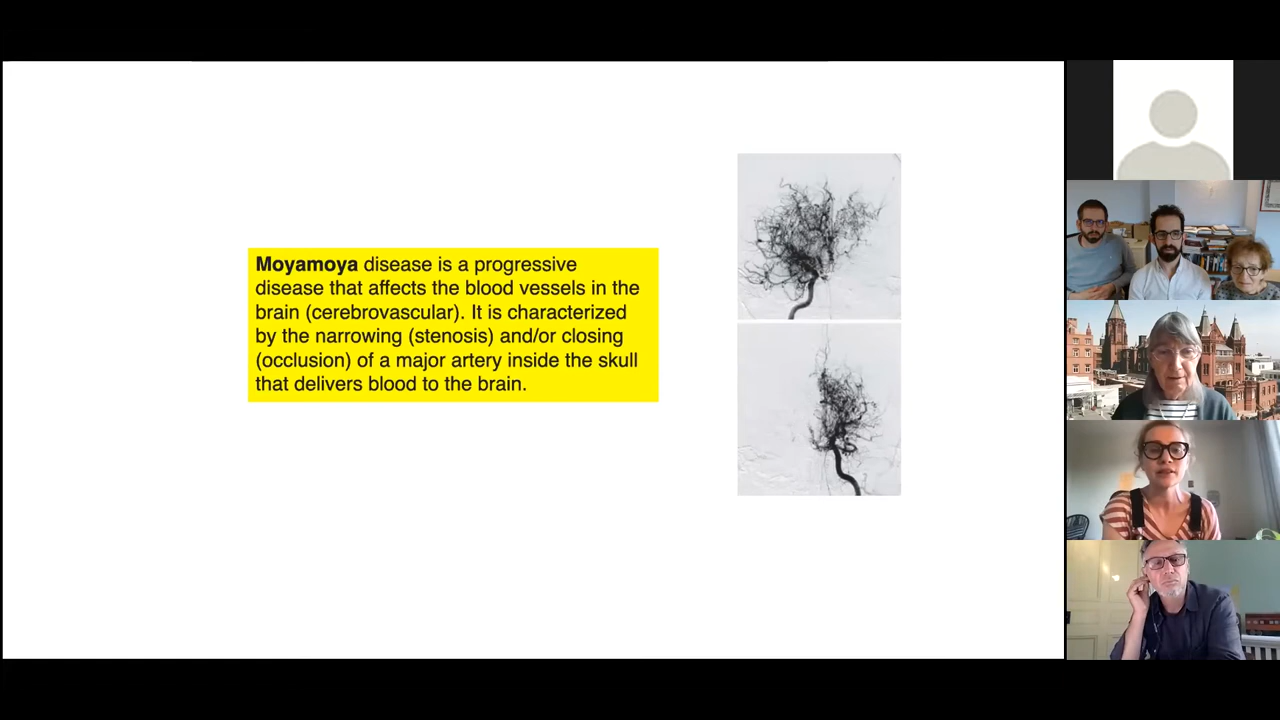 Moyamoya disease is a progressive
disease that affects the blood vessels in the
brain (cerebrovascular). It is characterized
by the narrowing (stenosis) and/or closing
(occlusion) of a major artery inside the skull
that delivers blood to the brain.